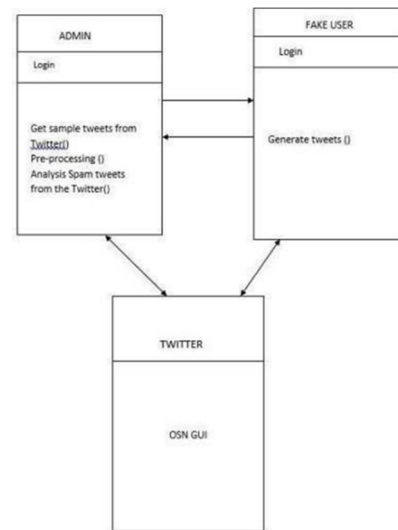 ADMIN
Login
Get sample tweets from
Twitter()
Pre-processing ()
Analysis Spam tweets
from the Twitter()
FAKE USER
Login
Generate tweets ()
TWITTER
OSN GUI